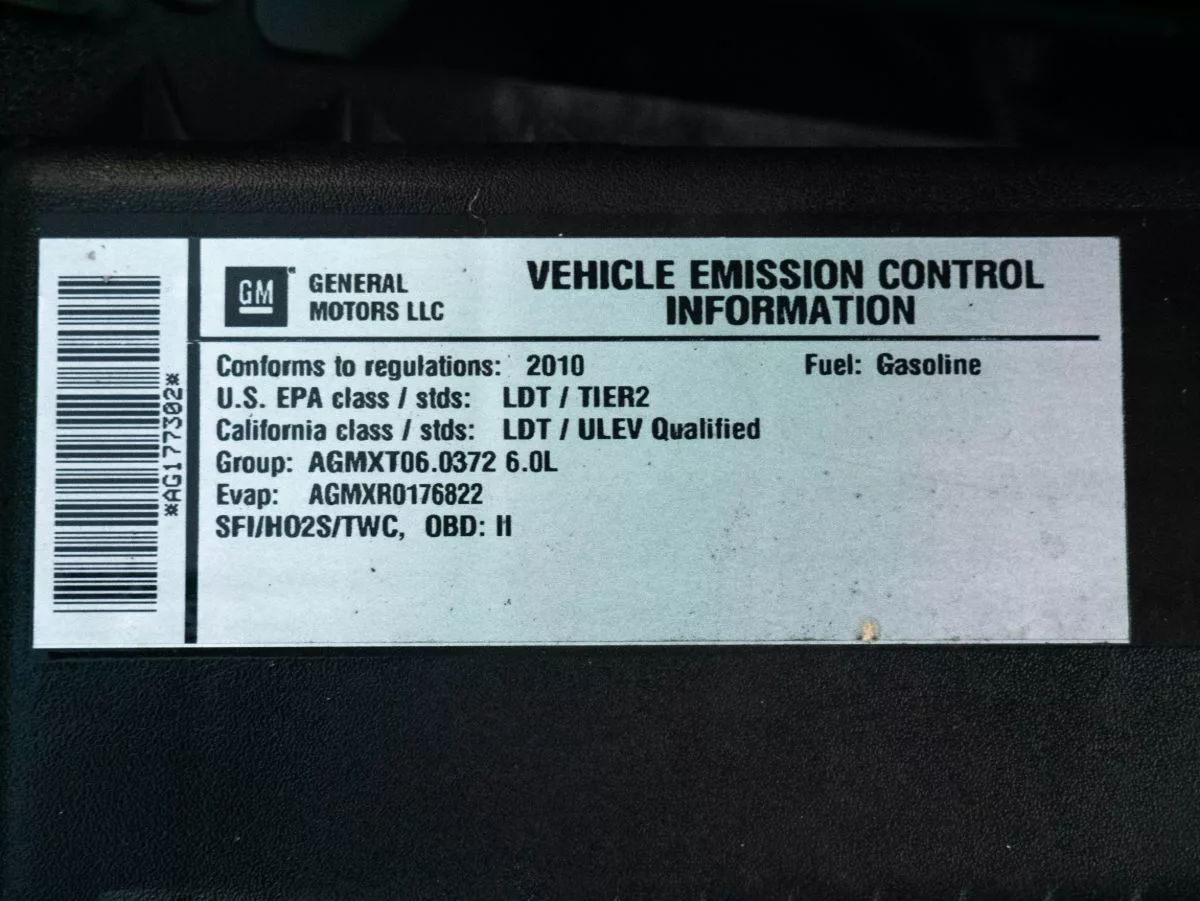 *AG177302*
GM
GENERAL
MOTORS LLC
VEHICLE EMISSION CONTROL
INFORMATION
Conforms to regulations: 2010 Fuel: Gasoline
U.S. EPA class / stds: LDT / TIER2
California class / stds: LDT / ULEV Qualified
Group: AGMXT06.0372 6.0L
Evap: AGMXR0176822
SFI/HO2S/TWC, OBD: II